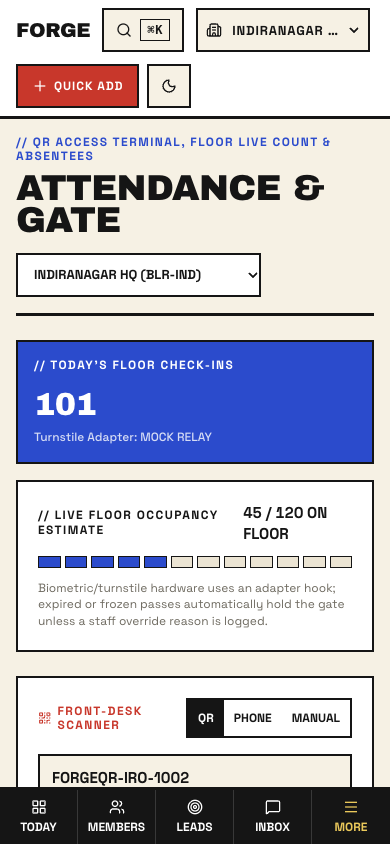 FORGE
⌘K
INDIRANAGAR ...
QUICK ADD
// QR ACCESS TERMINAL, FLOOR LIVE COUNT &
ABSENTEES
ATTENDANCE &
GATE
INDIRANAGAR HQ (BLR-IND)
// TODAY'S FLOOR CHECK-INS
101
Turnstile Adapter: MOCK RELAY
// LIVE FLOOR OCCUPANCY
ESTIMATE
45 / 120 ON
FLOOR
Biometric/turnstile hardware uses an adapter hook;
expired or frozen passes automatically hold the gate
unless a staff override reason is logged.
FRONT-DESK
SCANNER
QR PHONE MANUAL
FORGEQR-IRO-1002
TODAY MEMBERS LEADS INBOX MORE